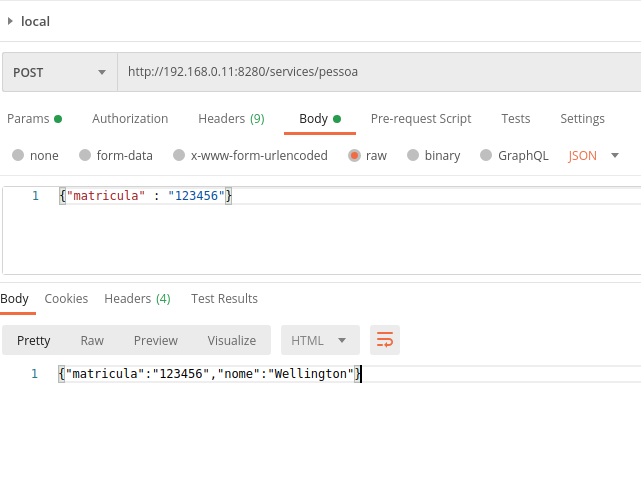 local
POST http://192.168.0.11:8280/services/pessoa
Params Authorization Headers (9) Body Pre-request Script Tests Settings
none form-data x-www-form-urlencoded raw binary GraphQL JSON
1 {"matricula" : "123456"}
Body Cookies Headers (4) Test Results
Pretty Raw Preview Visualize HTML
1 {"matricula":"123456","nome":"Wellington"}